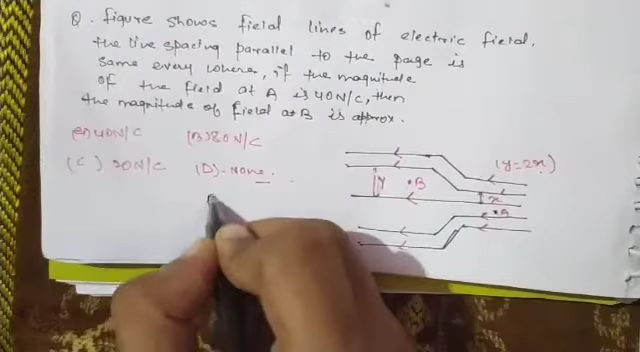 Q. figure shows field lines of electric field,
the line spacing parallel to the page is
same every where, if the magnitude
of the field at A is 40N/C, then
the magnitude of field at B is approx.
(A) 40N/C (B) 80N/C
(C) 20N/C (D) None.
(y=2x)
Y •B
x
•A